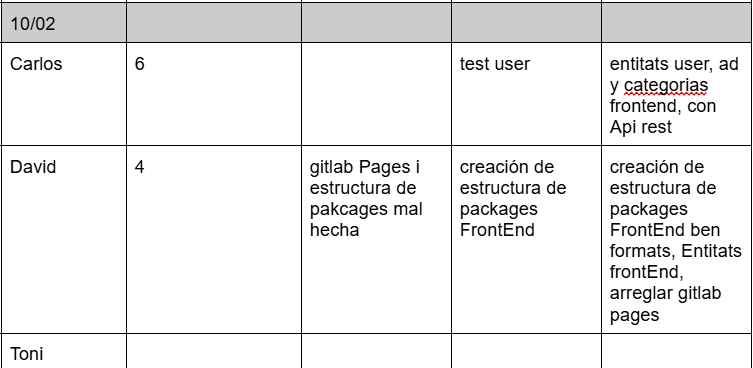 10/02
Carlos
6
test user
entitats user, ad
y categorias
frontend, con
Api rest
David
4
gitlab Pages i
estructura de
pakcages mal
hecha
creación de
estructura de
packages
FrontEnd
creación de
estructura de
packages
FrontEnd ben
formats, Entitats
frontEnd,
arreglar gitlab
pages
Toni